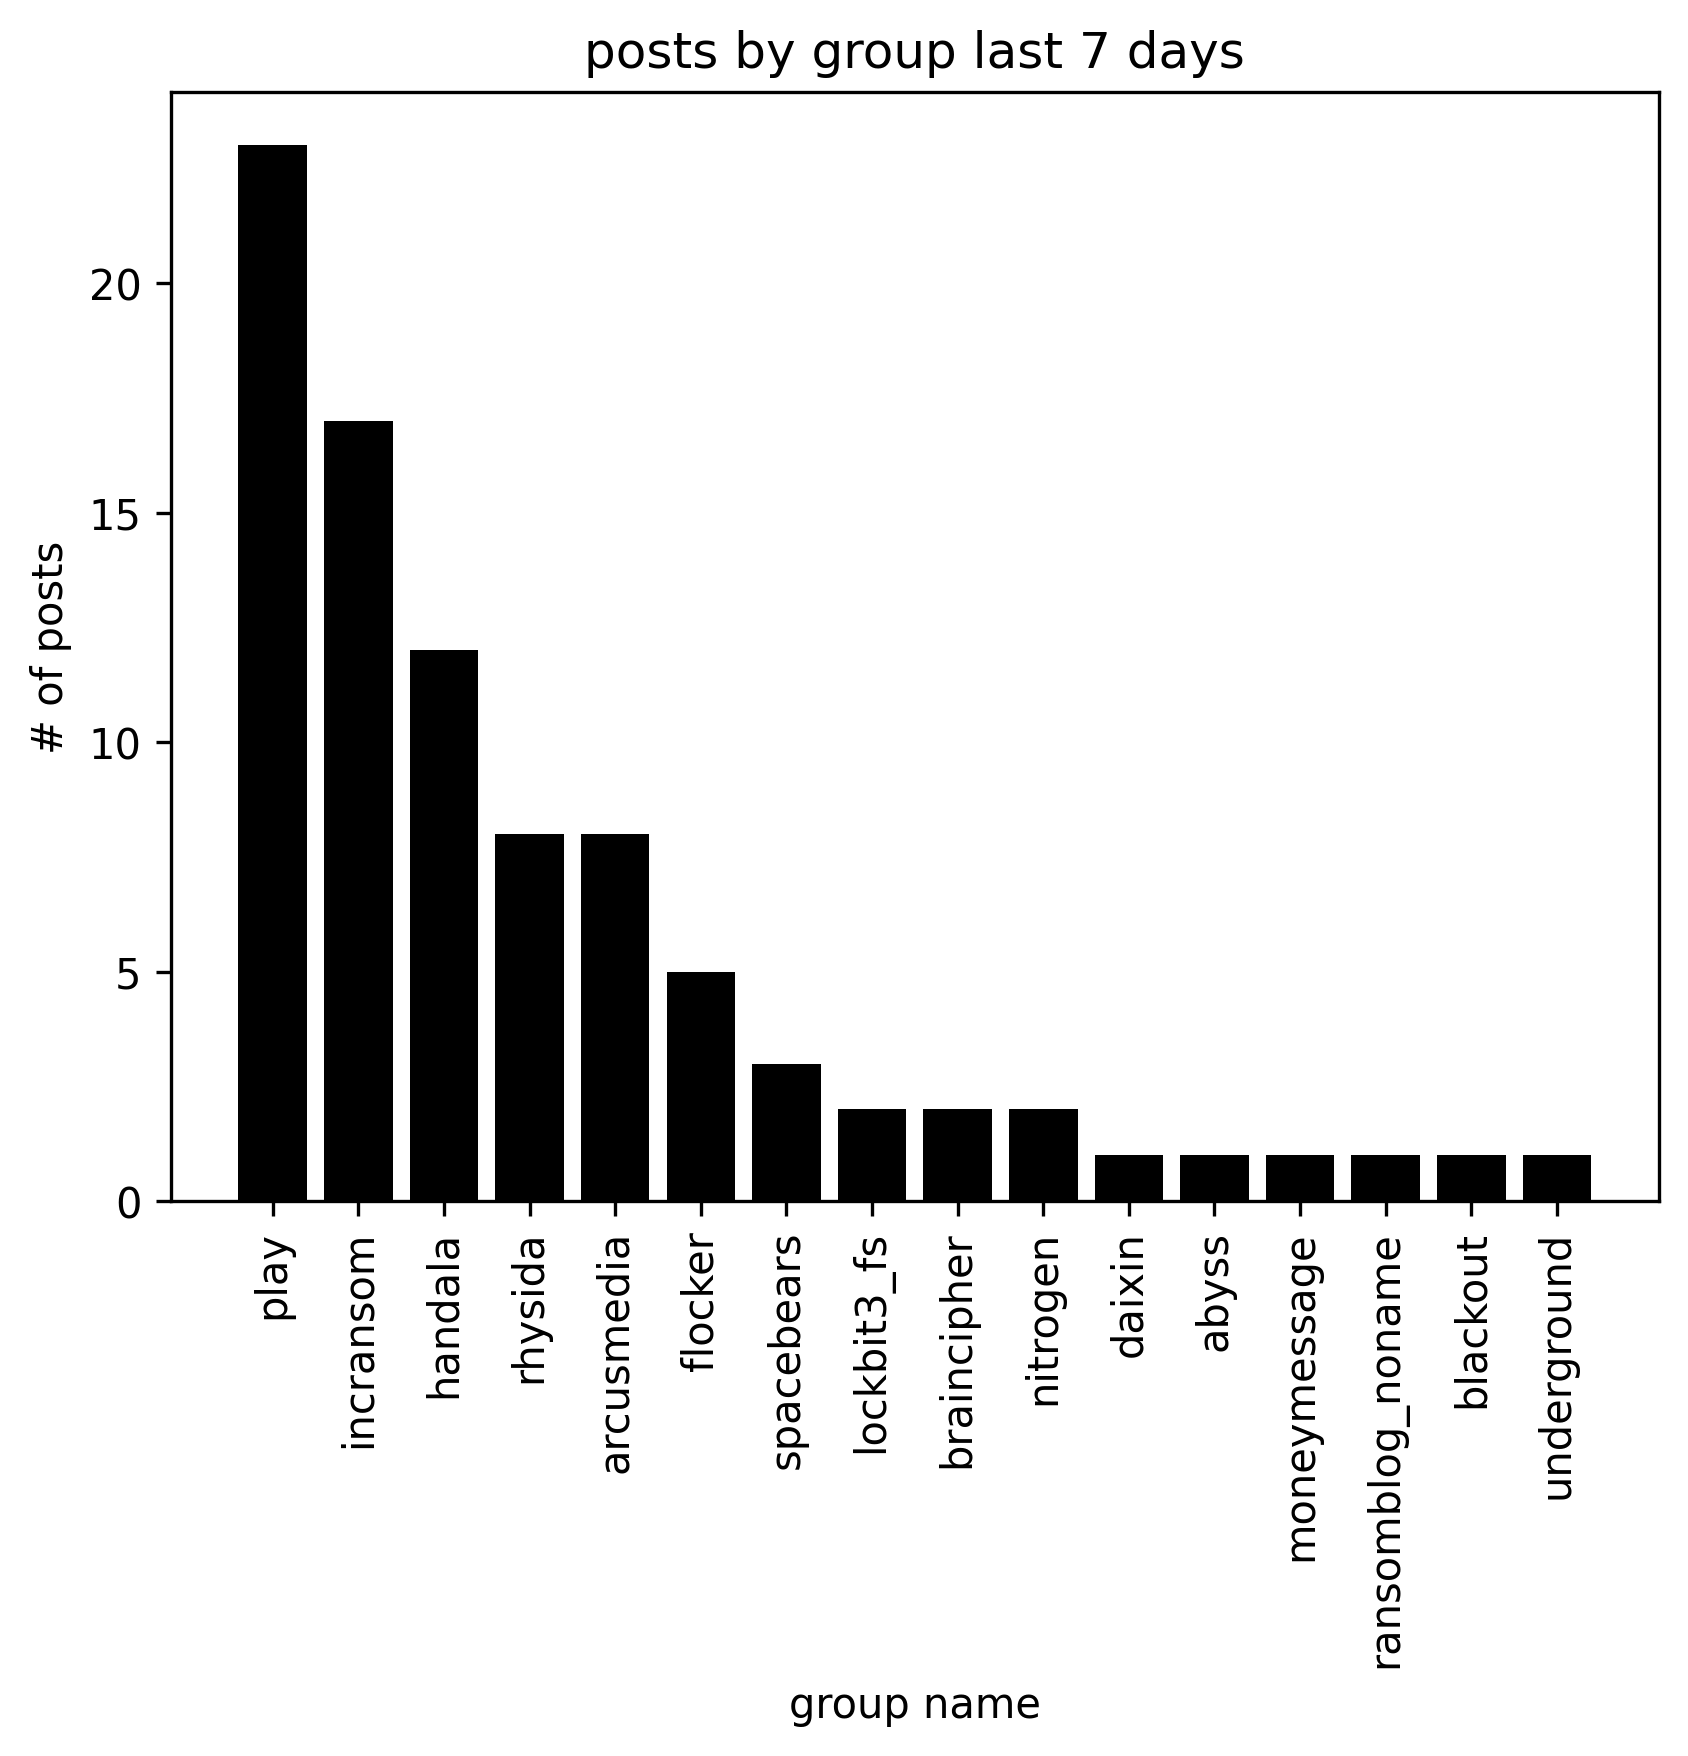 posts by group last 7 days
# of posts
20
15
10
5
0
play
incransom
handala
rhysida
arcusmedia
flocker
spacebears
lockbit3_fs
braincipher
nitrogen
daixin
abyss
moneymessage
ransomblog_noname
blackout
underground
group name